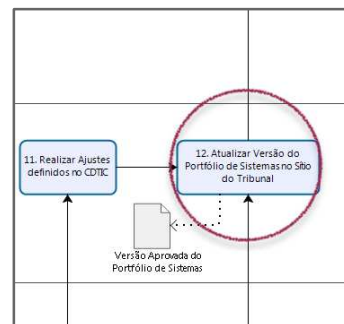 11. Realizar Ajustes
definidos no CDTIC
12. Atualizar Versão do
Portfólio de Sistemas no Sítio
do Tribunal
Versão Aprovada do
Portfólio de Sistemas